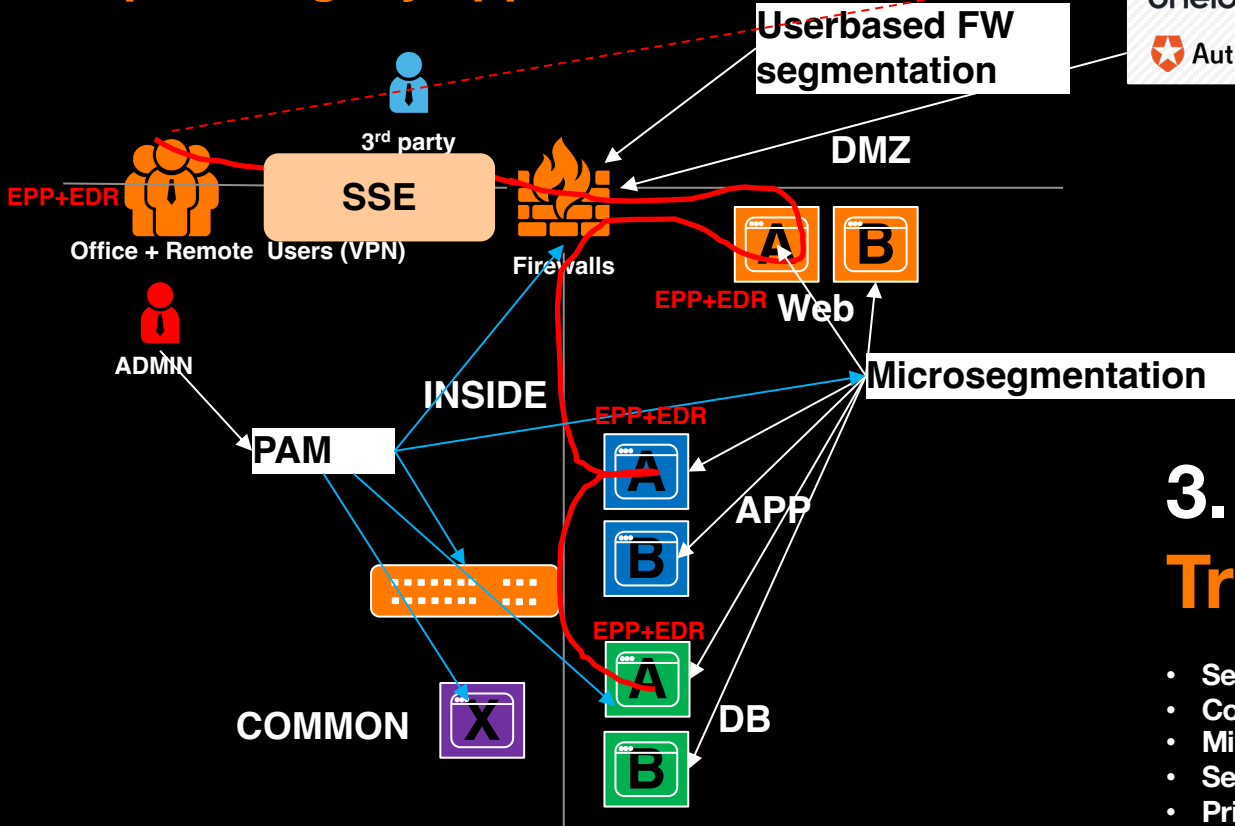 Userbased FW
segmentation
Aut
3rd party
DMZ
SSE
EPP+EDR
Office + Remote Users (VPN)
Firewalls
A
B
EPP+EDR
Web
ADMIN
Microsegmentation
INSIDE
EPP+EDR
PAM
A
3.
APP
B
Tr
EPP+EDR
A
• Se
X
• Co
COMMON
DB
• Mi
B
• Se
• Pri